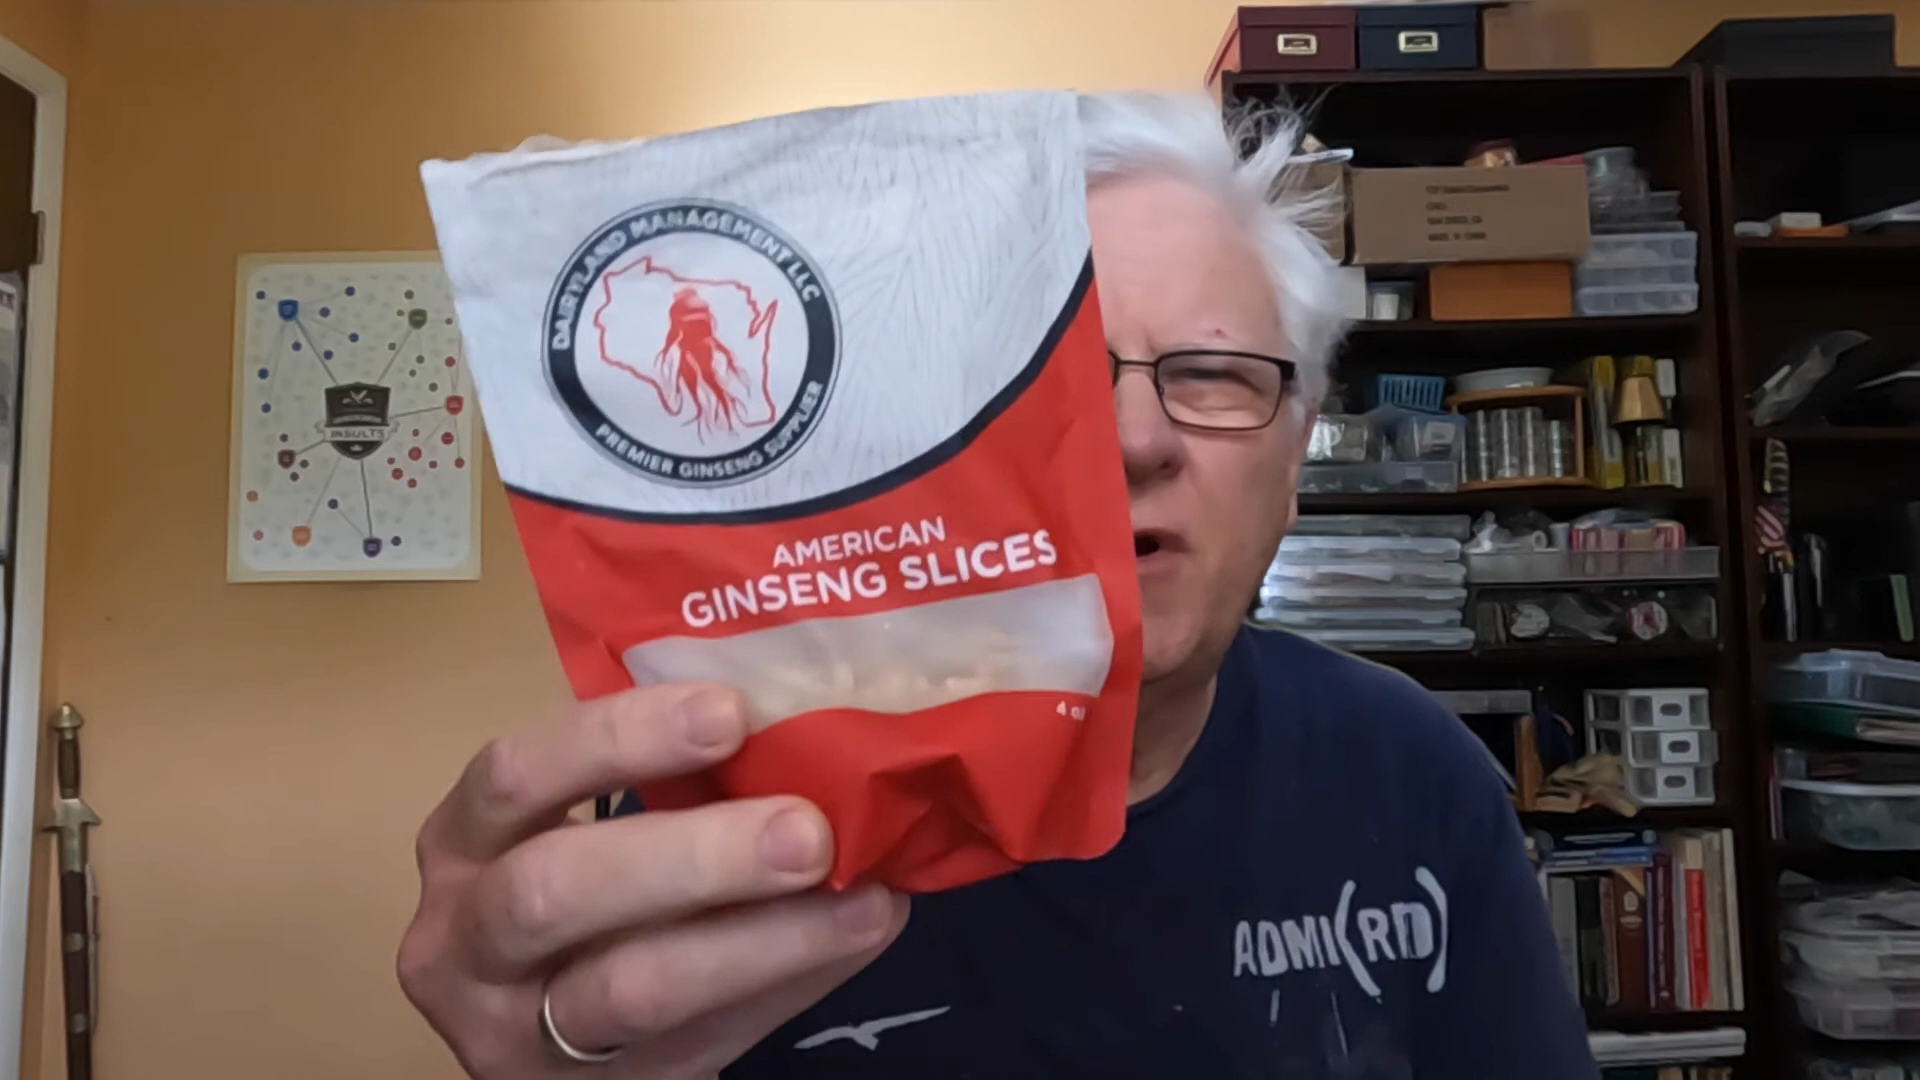 DAIRYLAND MANAGEMENT LLC
PREMIER GINSENG SUPPLIER
AMERICAN
GINSENG SLICES
INSULTS
ADMI(RD)